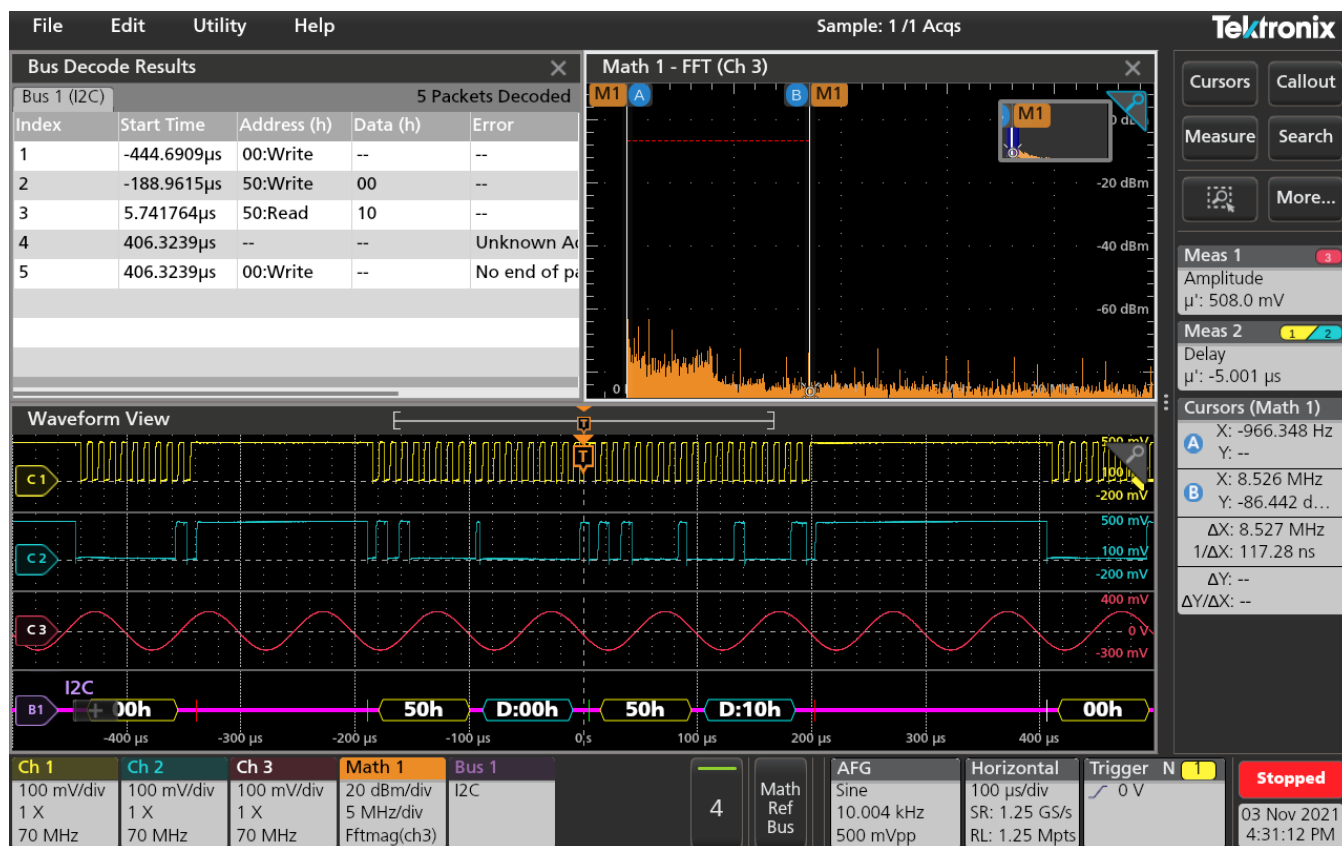 File Edit Utility Help Sample: 1 /1 Acqs Tektronix
Bus Decode Results
Bus 1 (I2C) 5 Packets Decoded
Index Start Time Address (h) Data (h) Error
1 -444.6909µs 00:Write -- --
2 -188.9615µs 50:Write 00 --
3 5.741764µs 50:Read 10 --
4 406.3239µs -- -- Unknown
5 406.3239µs 00:Write -- No end of
Math 1 - FFT (Ch 3)
M1 A B M1
M1
-20 dBm
-40 dBm
-60 dBm
0
Cursors Callout
Measure Search
More...
Meas 1 3
Amplitude
µ': 508.0 mV
Meas 2 1 2
Delay
µ': -5.001 µs
Cursors (Math 1)
A X: -966.348 Hz
Y: --
B X: 8.526 MHz
Y: -86.442 d...
ΔX: 8.527 MHz
1/ΔX: 117.28 ns
ΔY: --
ΔY/ΔX: --
Waveform View
T
T
C 1
500 mV
100
-200 mV
C 2
500 mV
100 mV
-200 mV
C 3
400 mV
0 V
-300 mV
I2C
B1 00h 50h D:00h 50h D:10h 00h
-400 µs -300 µs -200 µs -100 µs 0s 100 µs 200 µs 300 µs 400 µs
Ch 1
100 mV/div
1 X
70 MHz
Ch 2
100 mV/div
1 X
70 MHz
Ch 3
100 mV/div
1 X
70 MHz
Math 1
20 dBm/div
5 MHz/div
Fftmag(ch3)
Bus 1
I2C
4
Math
Ref
Bus
AFG
Sine
10.004 kHz
500 mVpp
Horizontal
100 µs/div
SR: 1.25 GS/s
RL: 1.25 Mpts
Trigger N 1
0 V
Stopped
03 Nov 2021
4:31:12 PM